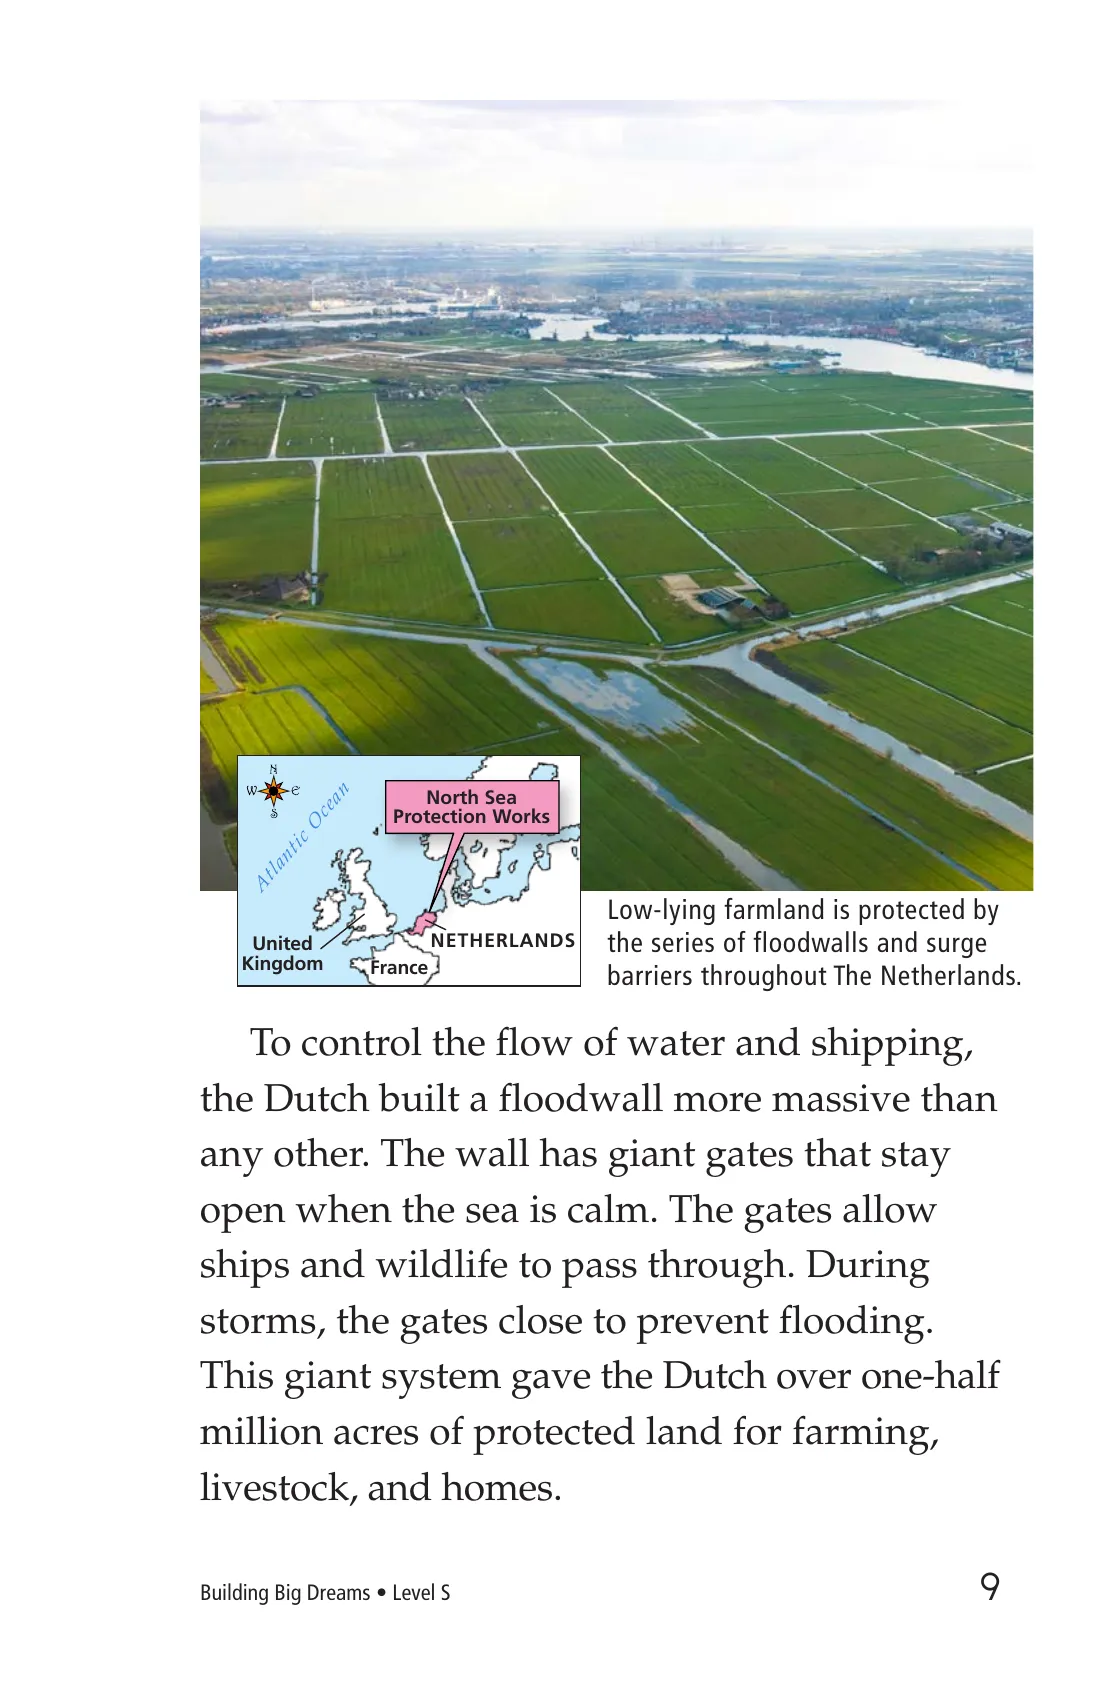 N
W E
S
Atlantic Ocean
North Sea
Protection Works
United
Kingdom
NETHERLANDS
France
Low-lying farmland is protected by
the series of floodwalls and surge
barriers throughout The Netherlands.
To control the flow of water and shipping,
the Dutch built a floodwall more massive than
any other. The wall has giant gates that stay
open when the sea is calm. The gates allow
ships and wildlife to pass through. During
storms, the gates close to prevent flooding.
This giant system gave the Dutch over one-half
million acres of protected land for farming,
livestock, and homes.
Building Big Dreams • Level S
9